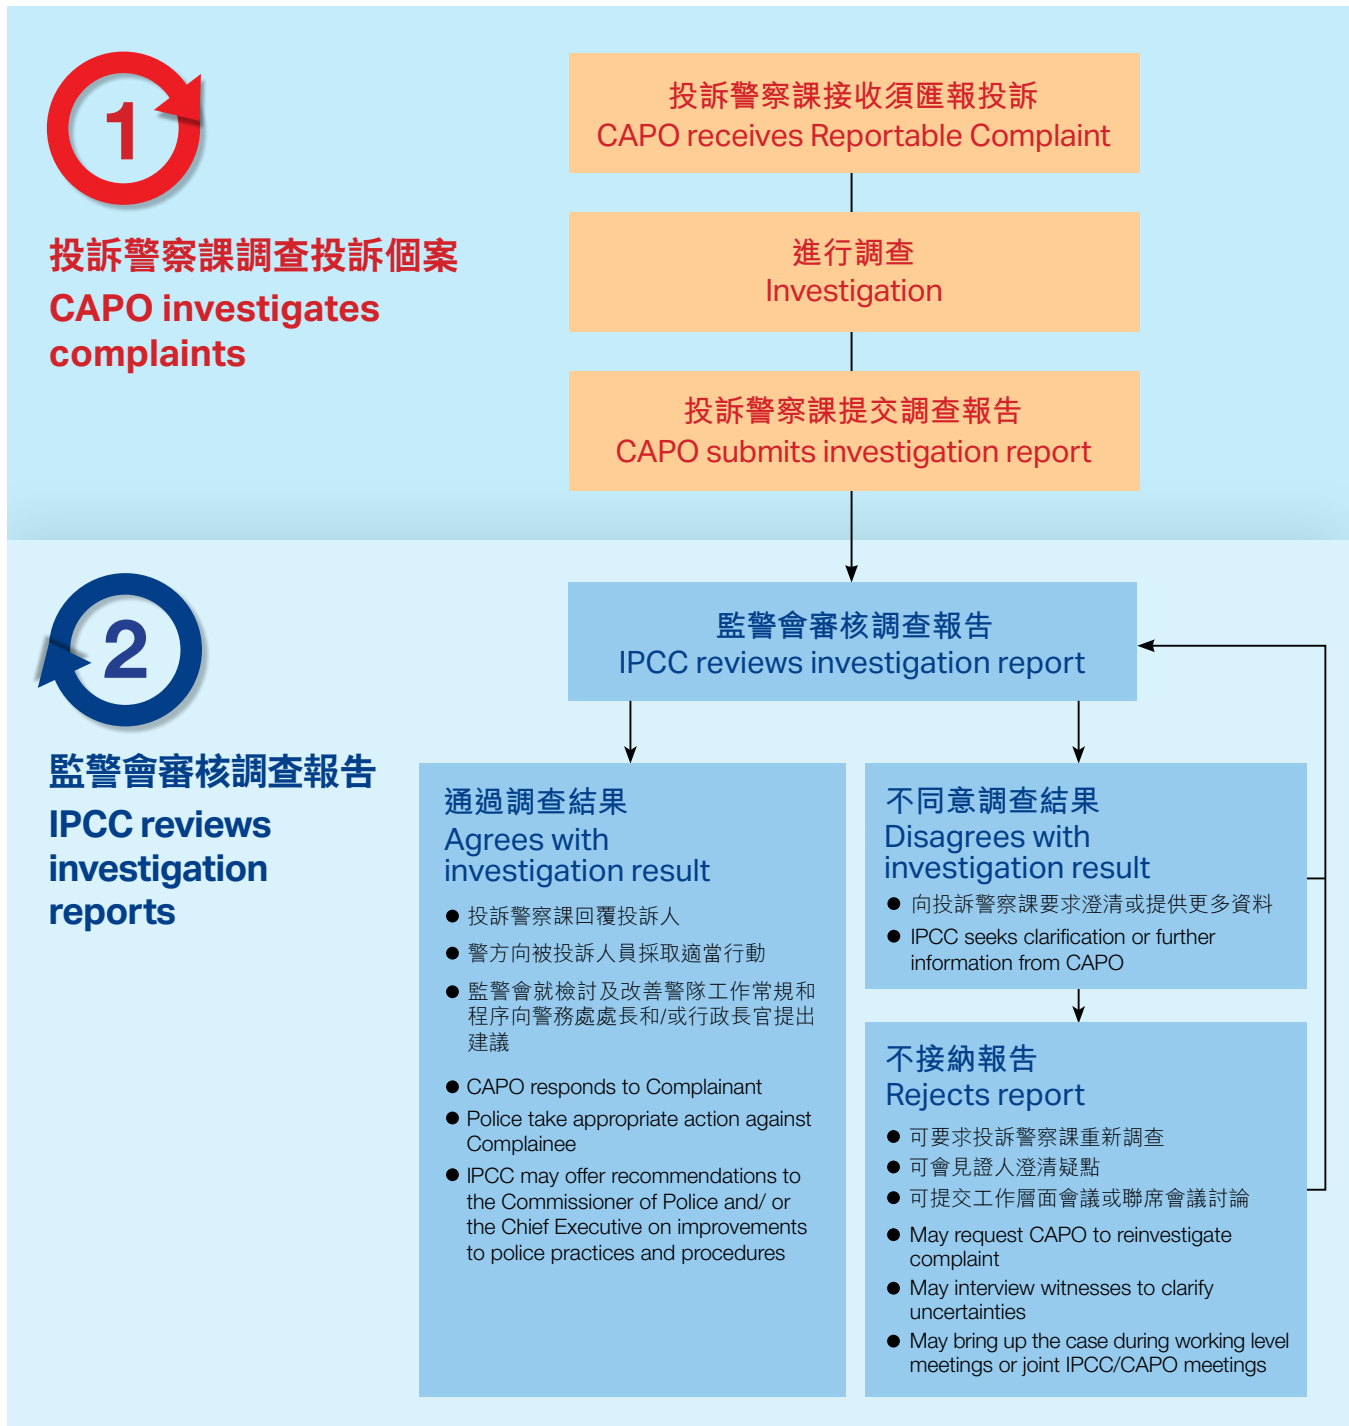 1
投訴警察課調查投訴個案
CAPO investigates
complaints
投訴警察課接收須匯報投訴
CAPO receives Reportable Complaint
進行調查
Investigation
投訴警察課提交調查報告
CAPO submits investigation report
2
監警會審核調查報告
IPCC reviews
investigation
reports
監警會審核調查報告
IPCC reviews investigation report
通過調查結果
Agrees with
investigation result
● 投訴警察課回覆投訴人
● 警方向被投訴人員採取適當行動
● 監警會就檢討及改善警隊工作常規和
程序向警務處處長和/或行政長官提出
建議
● CAPO responds to Complainant
● Police take appropriate action against
Complainee
● IPCC may offer recommendations to
the Commissioner of Police and/ or
the Chief Executive on improvements
to police practices and procedures
不同意調查結果
Disagrees with
investigation result
● 向投訴警察課要求澄清或提供更多資料
● IPCC seeks clarification or further
information from CAPO
不接納報告
Rejects report
● 可要求投訴警察課重新調查
● 可會見證人澄清疑點
● 可提交工作層面會議或聯席會議討論
● May request CAPO to reinvestigate
complaint
● May interview witnesses to clarify
uncertainties
● May bring up the case during working level
meetings or joint IPCC/CAPO meetings